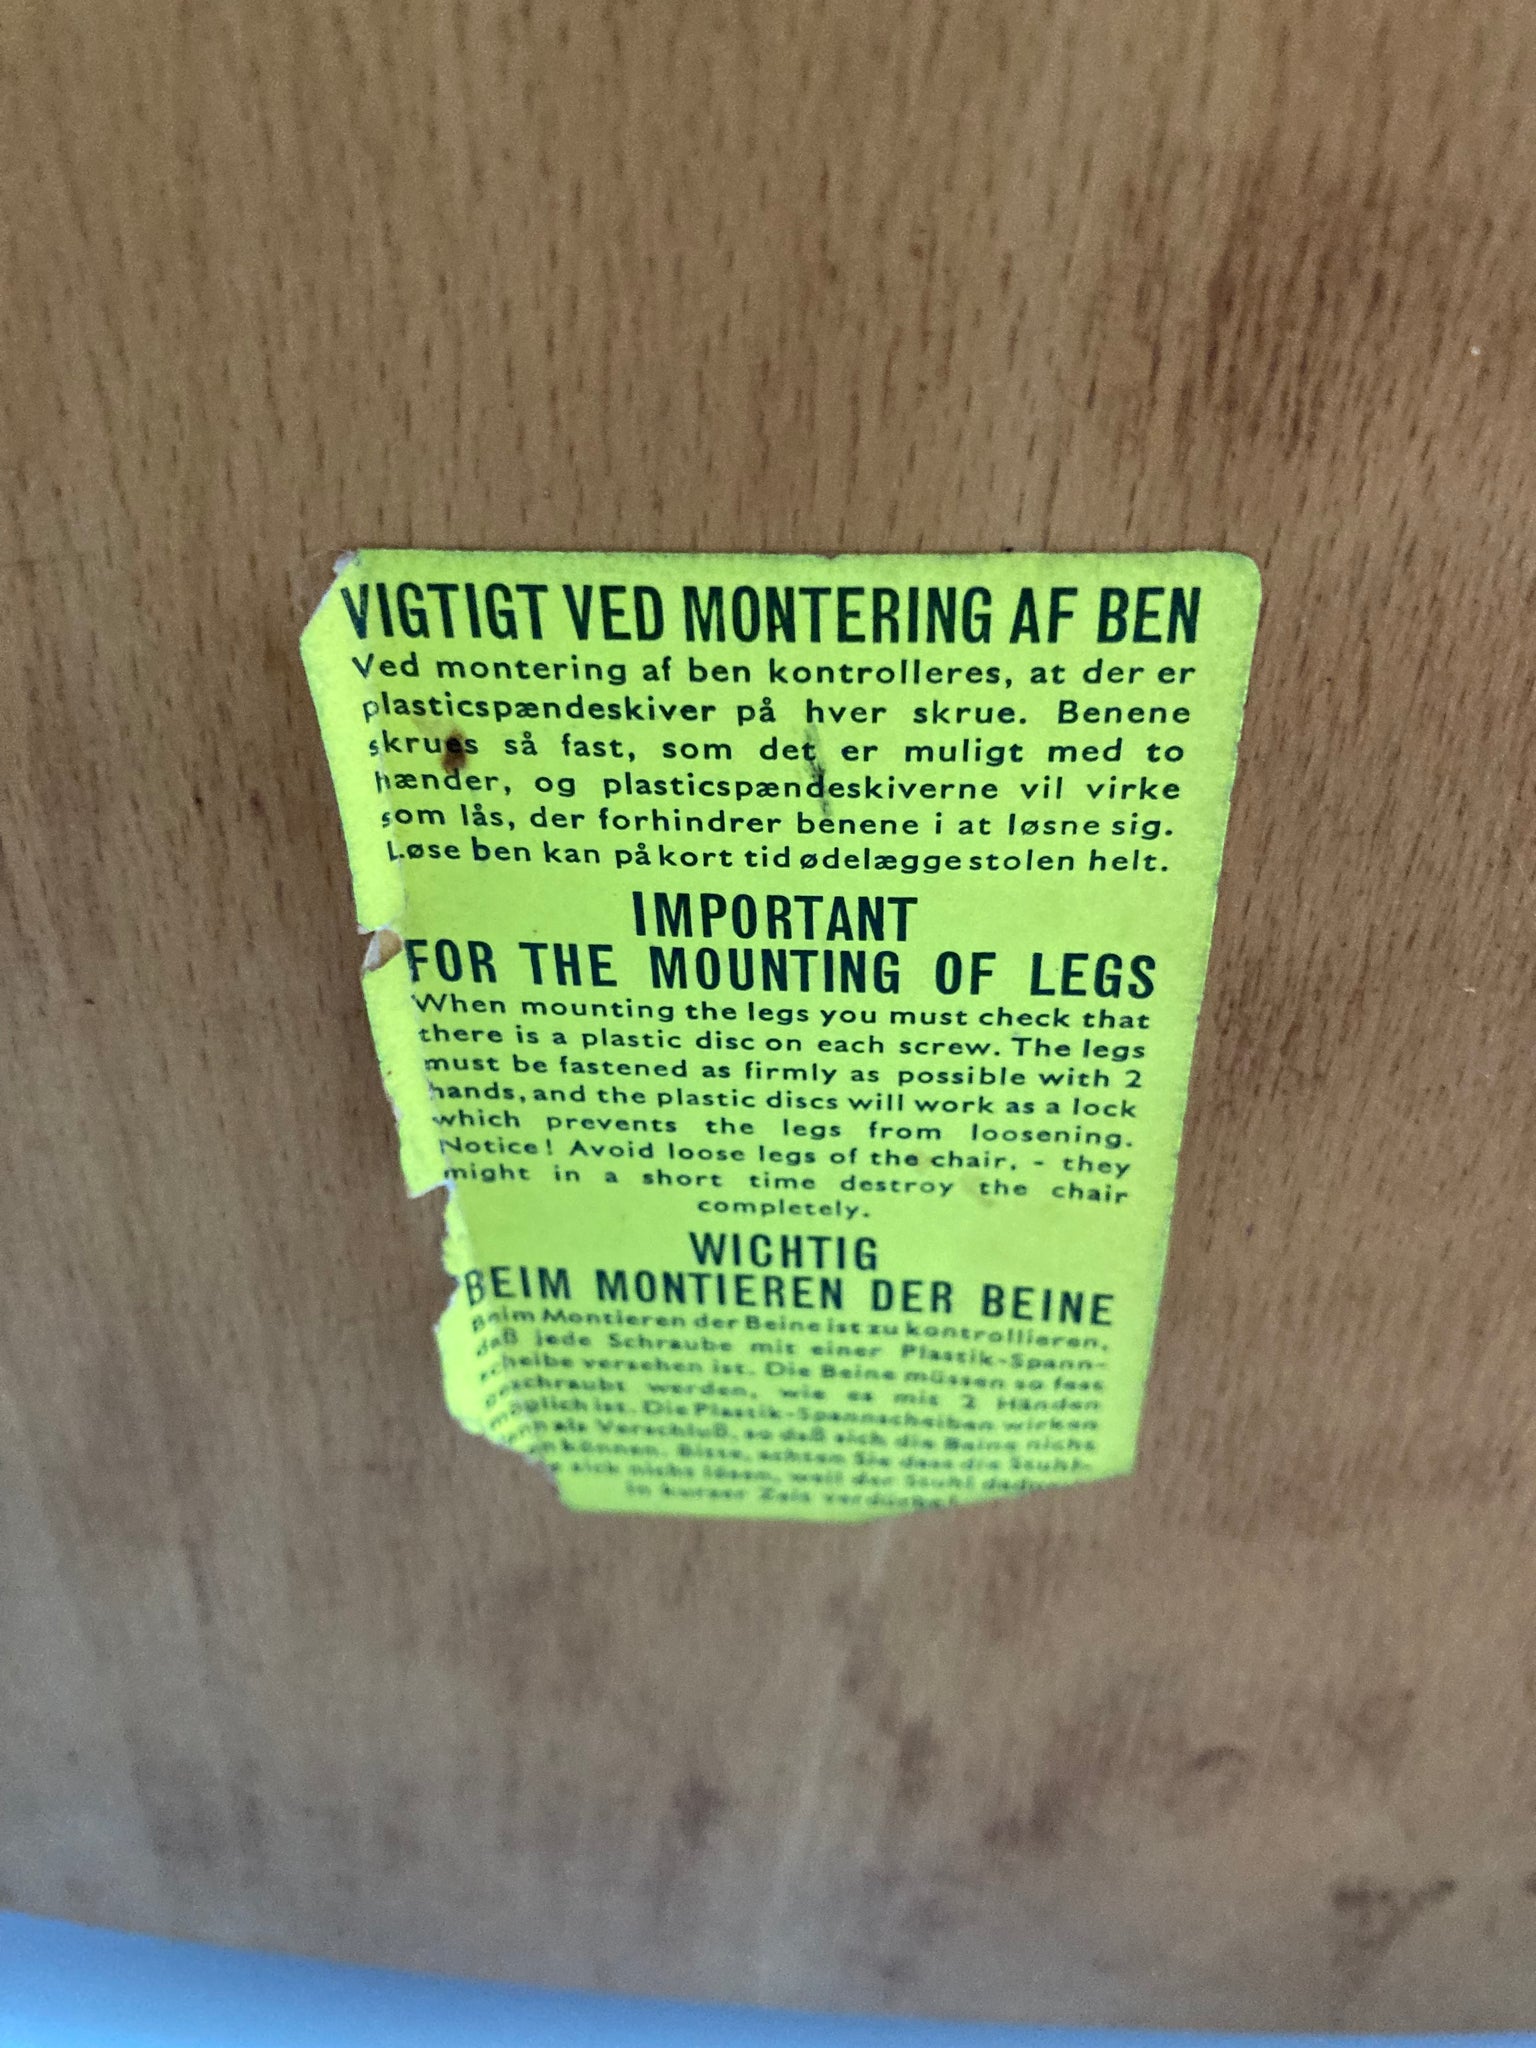 VIGTIGT VED MONTERING AF BEN
Ved montering af ben kontrolleres, at der er
plasticspændeskiver på hver skrue. Benene
skrues så fast, som det er muligt med to
hænder, og plasticspændeskiverne vil virke
som lås, der forhindrer benene i at løsne sig.
Løse ben kan på kort tid ødelægge stolen helt.
IMPORTANT
FOR THE MOUNTING OF LEGS
When mounting the legs you must check that
there is a plastic disc on each screw. The legs
must be fastened as firmly as possible with 2
hands, and the plastic discs will work as a lock
which prevents the legs from loosening.
Notice! Avoid loose legs of the chair. - they
might in a short time destroy the chair
completely.
WICHTIG
BEIM MONTIEREN DER BEINE
Beim Montieren der Beine ist zu kontrollieren,
daß jede Schraube mit einer Plastik-Spann-
scheibe versehen ist. Die Beine müssen so fest
geschraubt werden, wie es mit 2 Händen
möglich ist. Die Plastik-Spannscheiben wirken
als Verschluß, so daß sich die Beine nicht
können. Bitte, achten Sie dass die Stuhl-
sich nicht lösen, weil der Stuhl
in kurzer Zeit